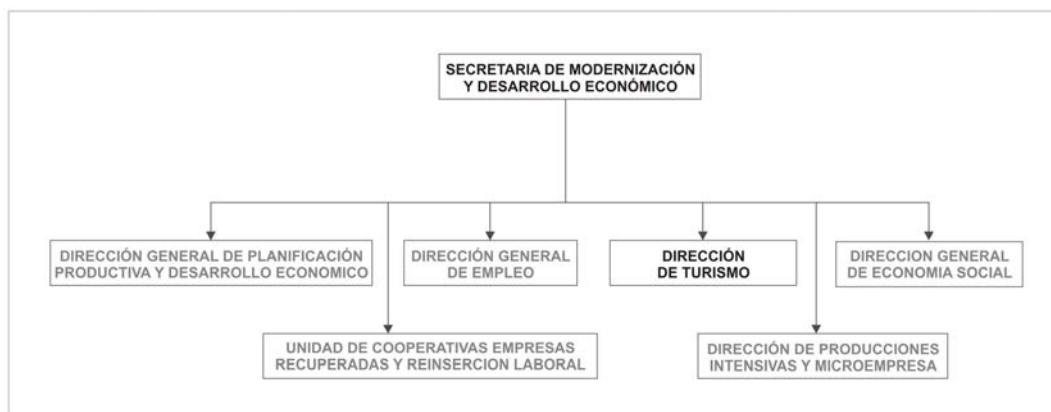 SECRETARIA DE MODERNIZACIÓN
Y DESARROLLO ECONÓMICO
DIRECCIÓN GENERAL DE PLANIFICACIÓN
PRODUCTIVA Y DESARROLLO ECONOMICO
DIRECCIÓN GENERAL
DE EMPLEO
DIRECCIÓN
DE TURISMO
DIRECCION GENERAL
DE ECONOMIA SOCIAL
UNIDAD DE COOPERATIVAS EMPRESAS
RECUPERADAS Y REINSERCION LABORAL
DIRECCIÓN DE PRODUCCIONES
INTENSIVAS Y MICROEMPRESA